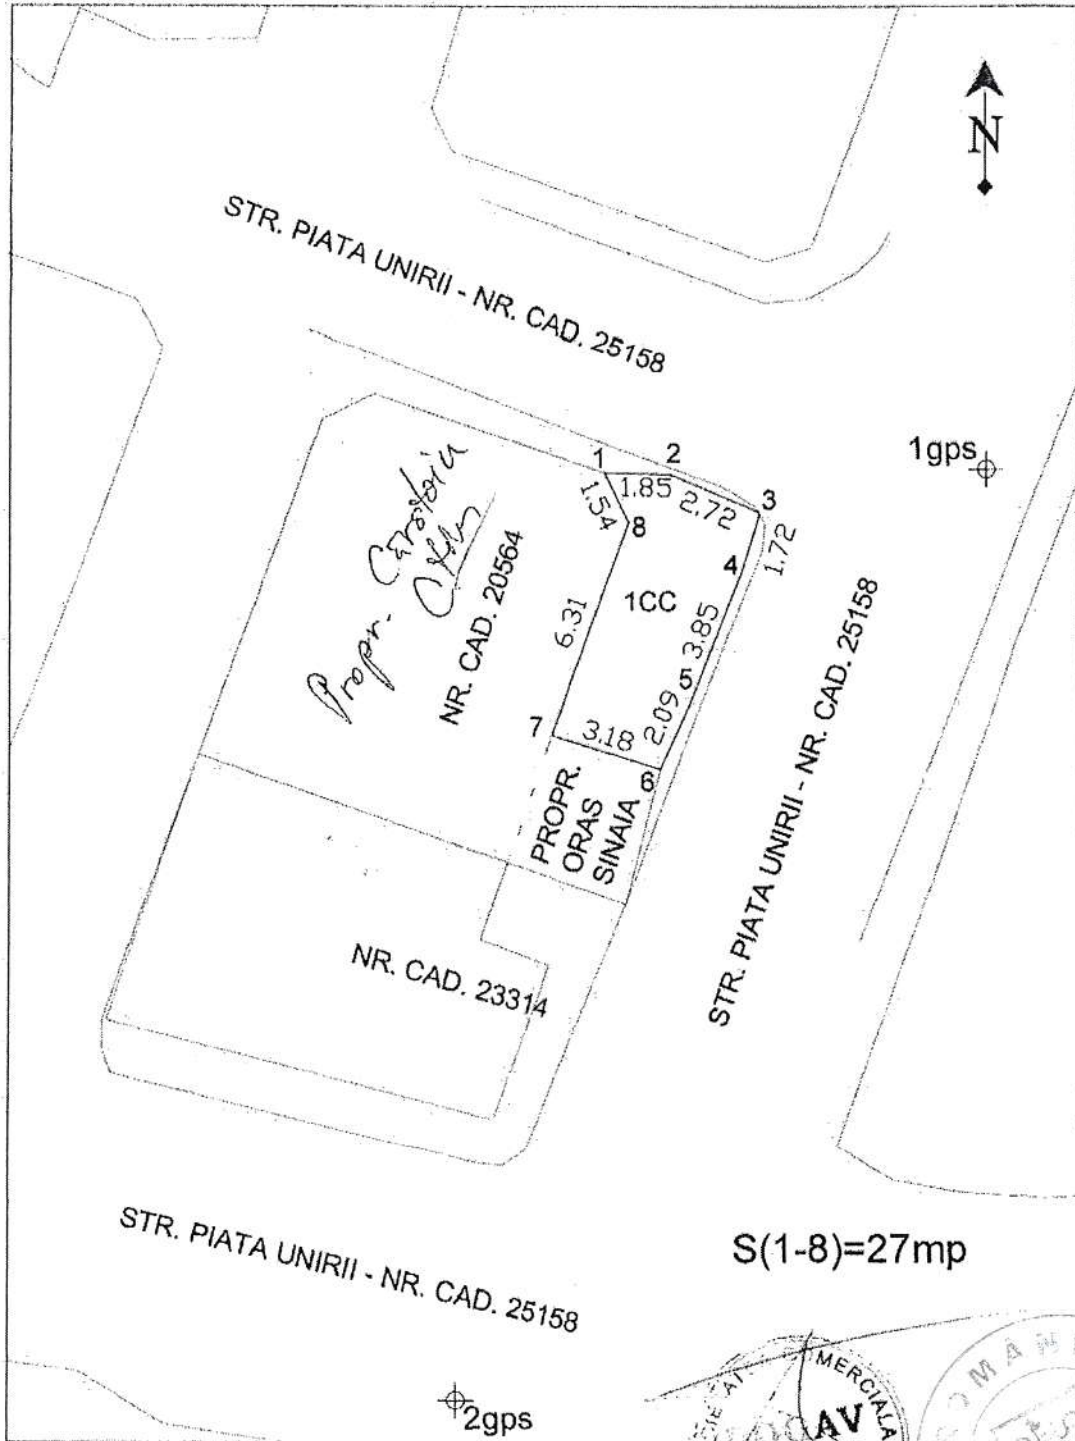 N
STR. PIATA UNIRII - NR. CAD. 25158
1gps
1
2
3
1.85
2.72
1.54
8
4
1.72
1CC
Propr.
NR. CAD. 20564
6.31
3.85
5
7
3.18
2.09
6
PROPR.
ORAS
SINAIA
STR. PIATA UNIRII - NR. CAD. 25158
NR. CAD. 23314
STR. PIATA UNIRII - NR. CAD. 25158
S(1-8)=27mp
2gps
MERCIALA
AV
ROMAN